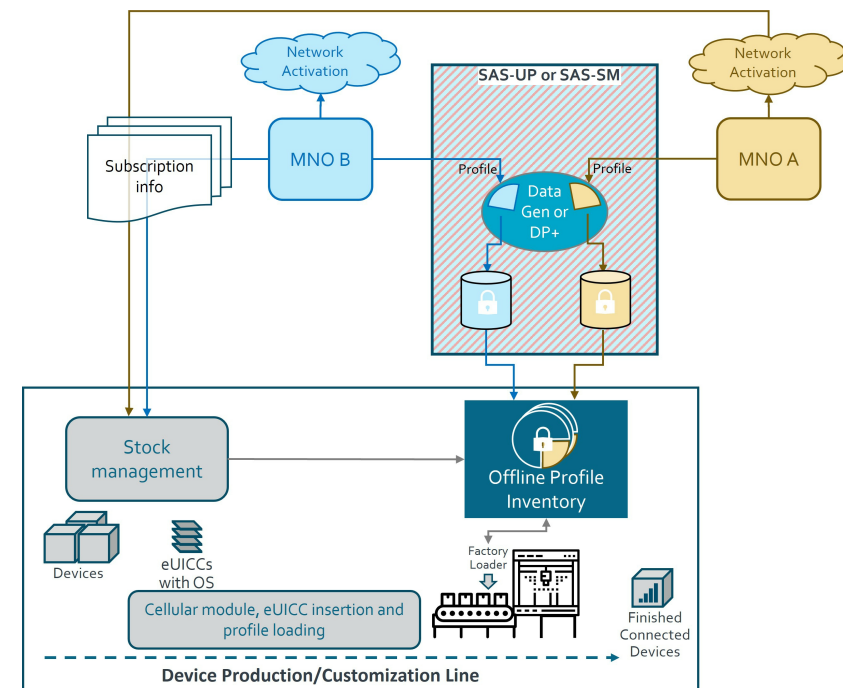 Network
Activation
Network
Activation
SAS-UP or SAS-SM
Subscription
info
MNO B
MNO A
Profile
Profile
Data
Gen or
DP+
Stock
management
Offline Profile
Inventory
Devices
eUICCs
with OS
Factory
Loader
Cellular module, eUICC insertion and
profile loading
Finished
Connected
Devices
Device Production/Customization Line